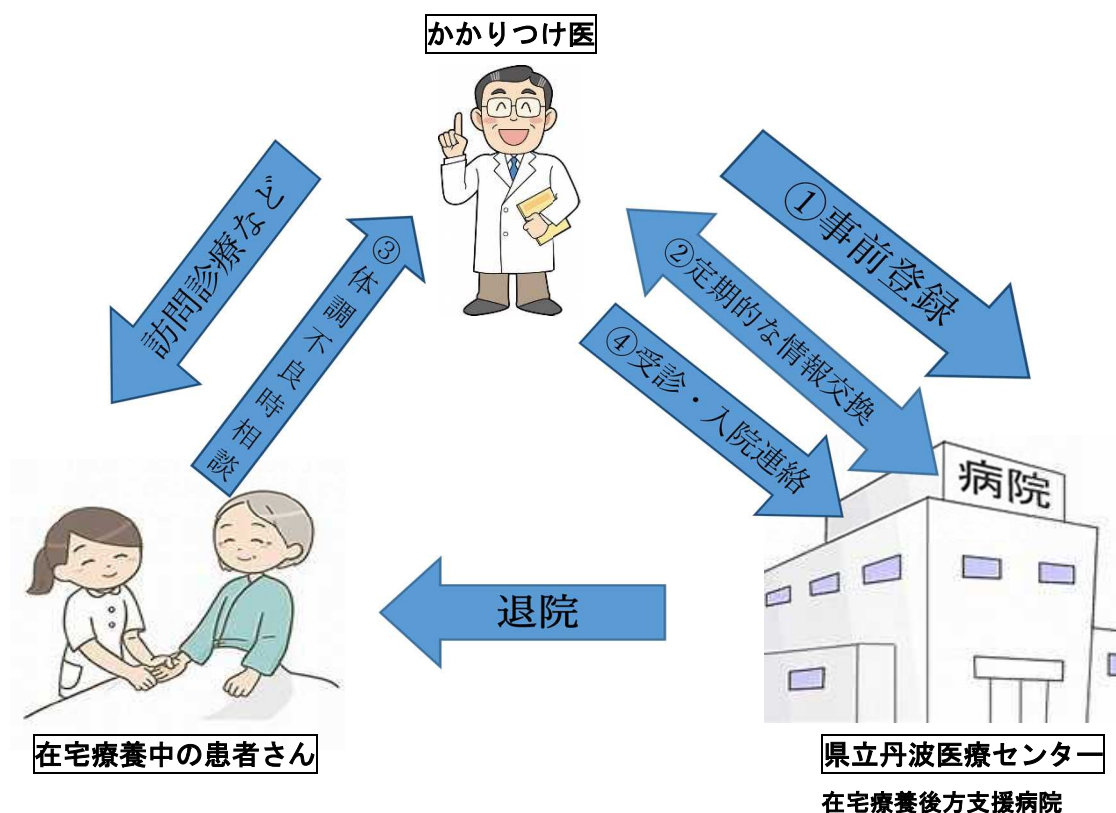 かかりつけ医
訪問診療など
③体調不良時相談
①事前登録
②定期的な情報交換
④受診・入院連絡
病院
退院
在宅療養中の患者さん
県立丹波医療センター
在宅療養後方支援病院